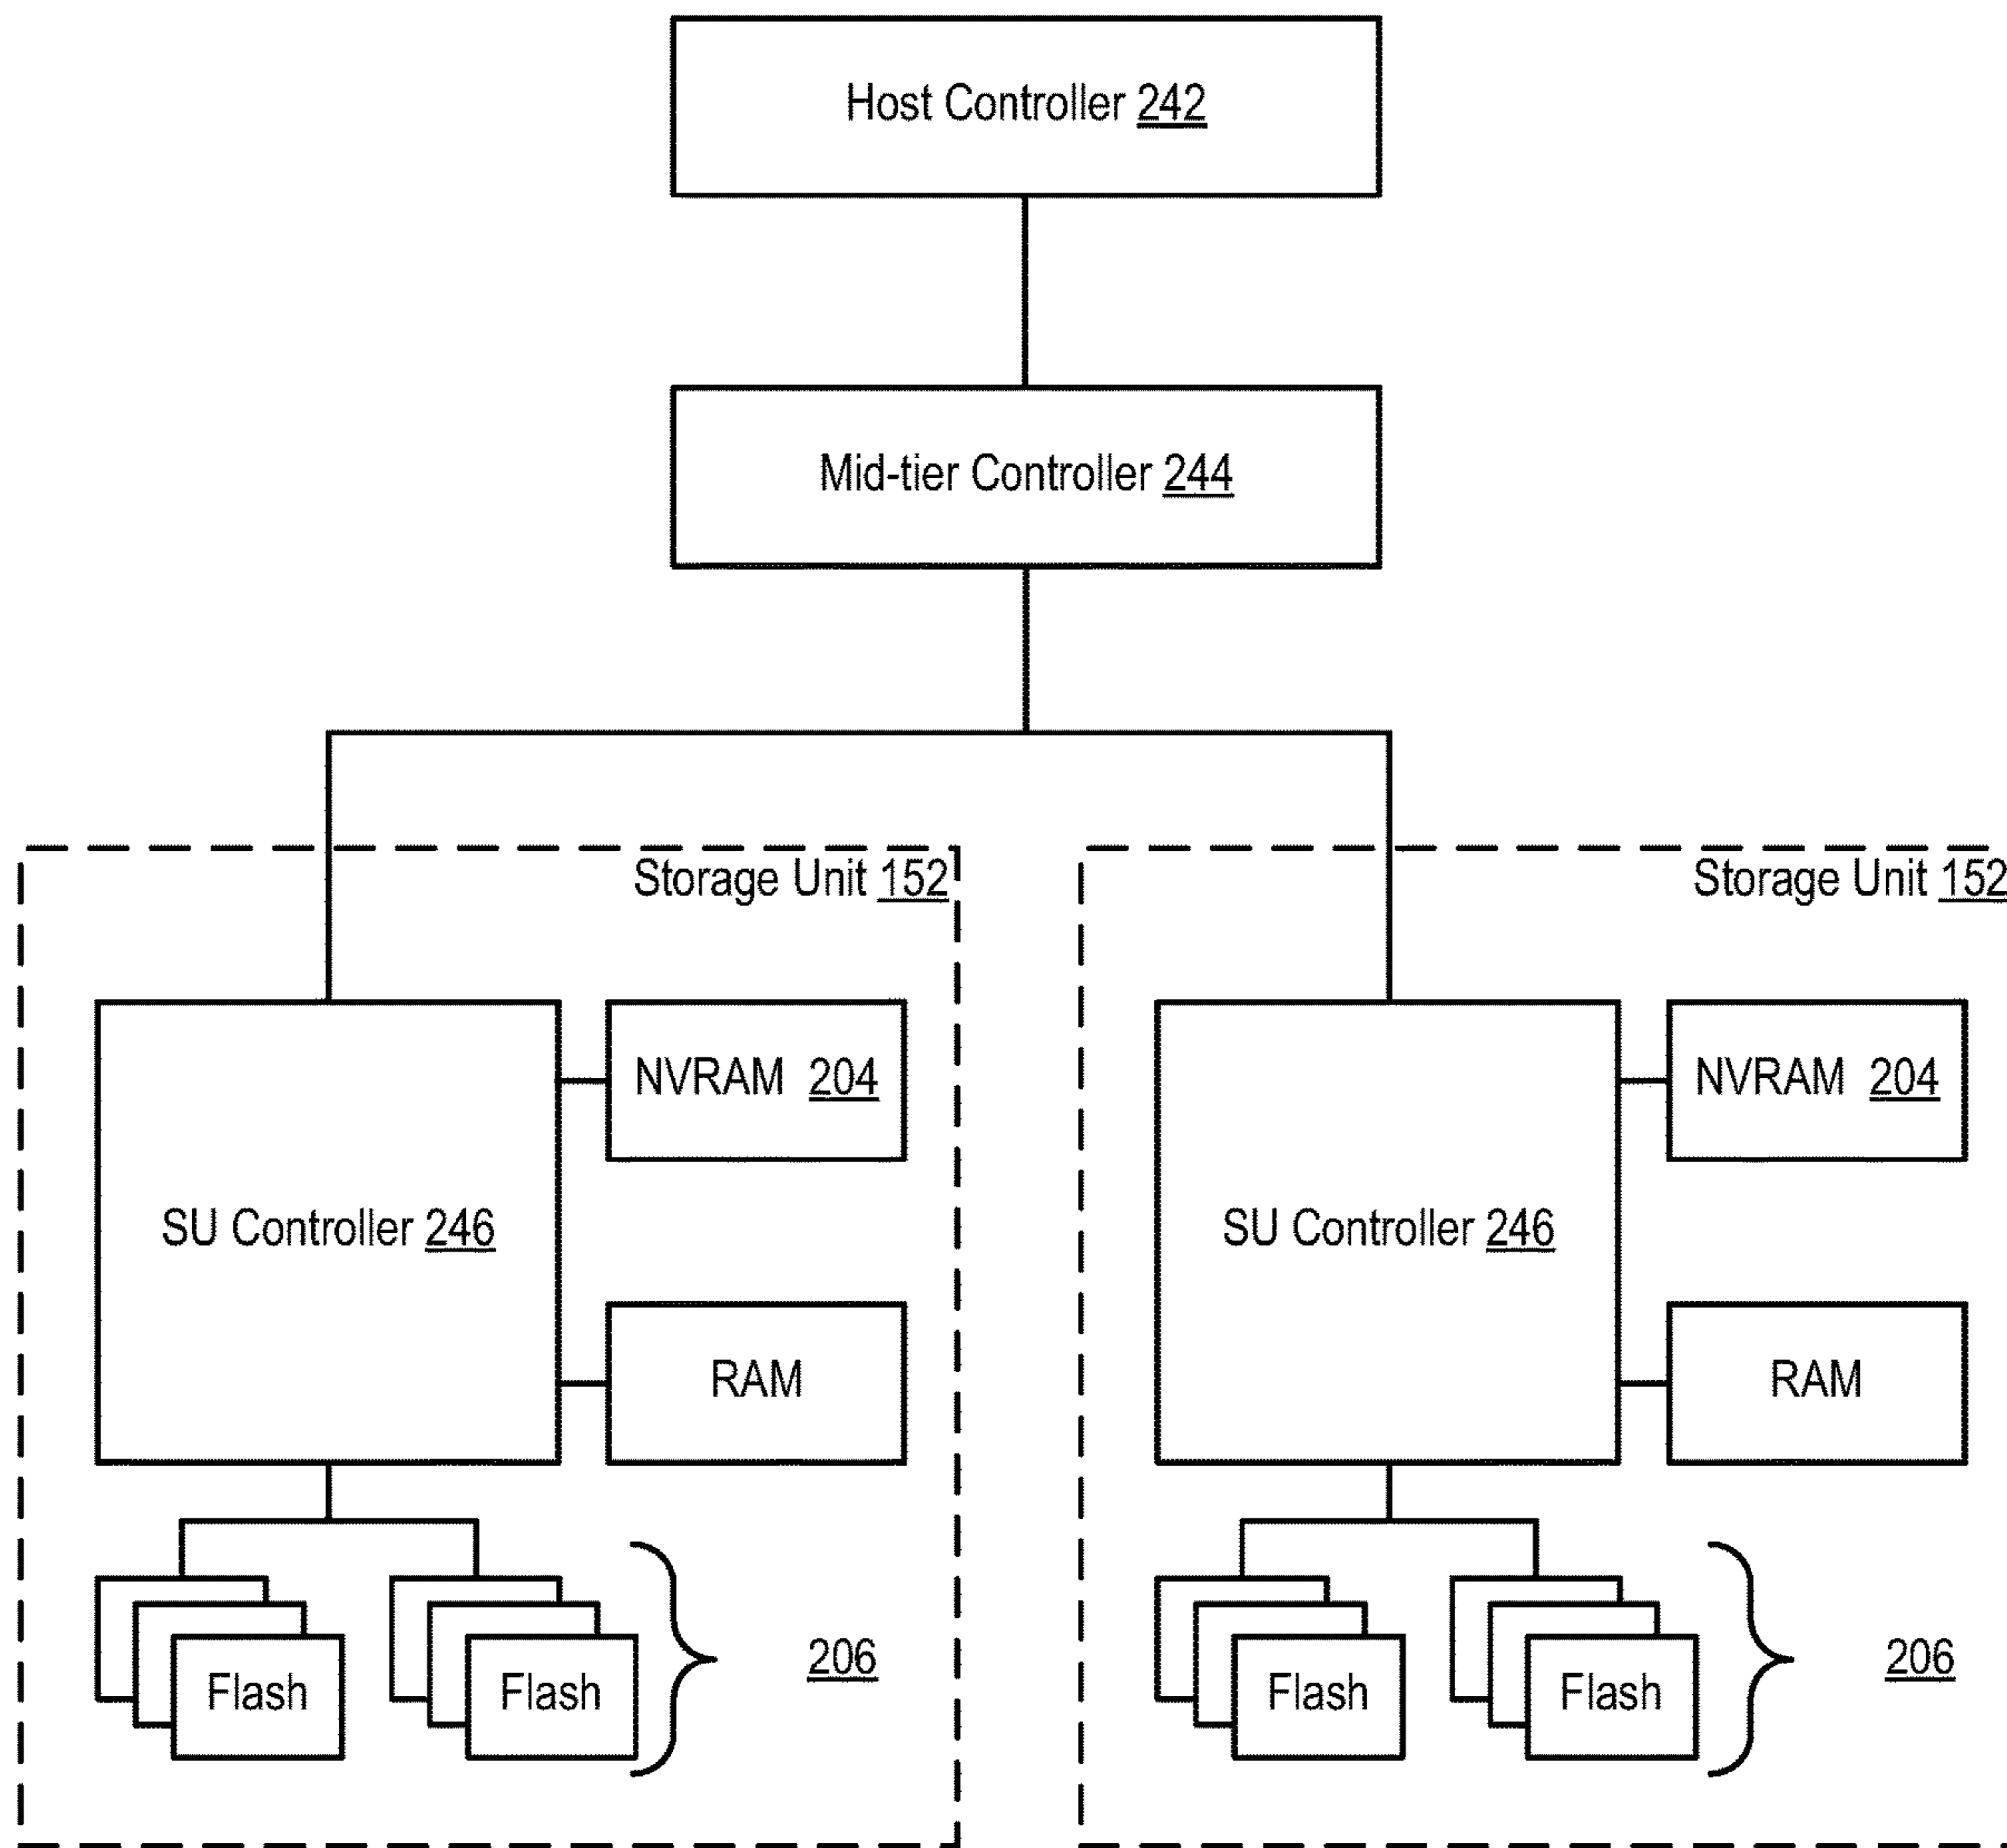 Host Controller 242
Mid-tier Controller 244
Storage Unit 152
NVRAM 204
SU Controller 246
RAM
Flash
Flash
206
Storage Unit 152
NVRAM 204
SU Controller 246
RAM
Flash
Flash
206